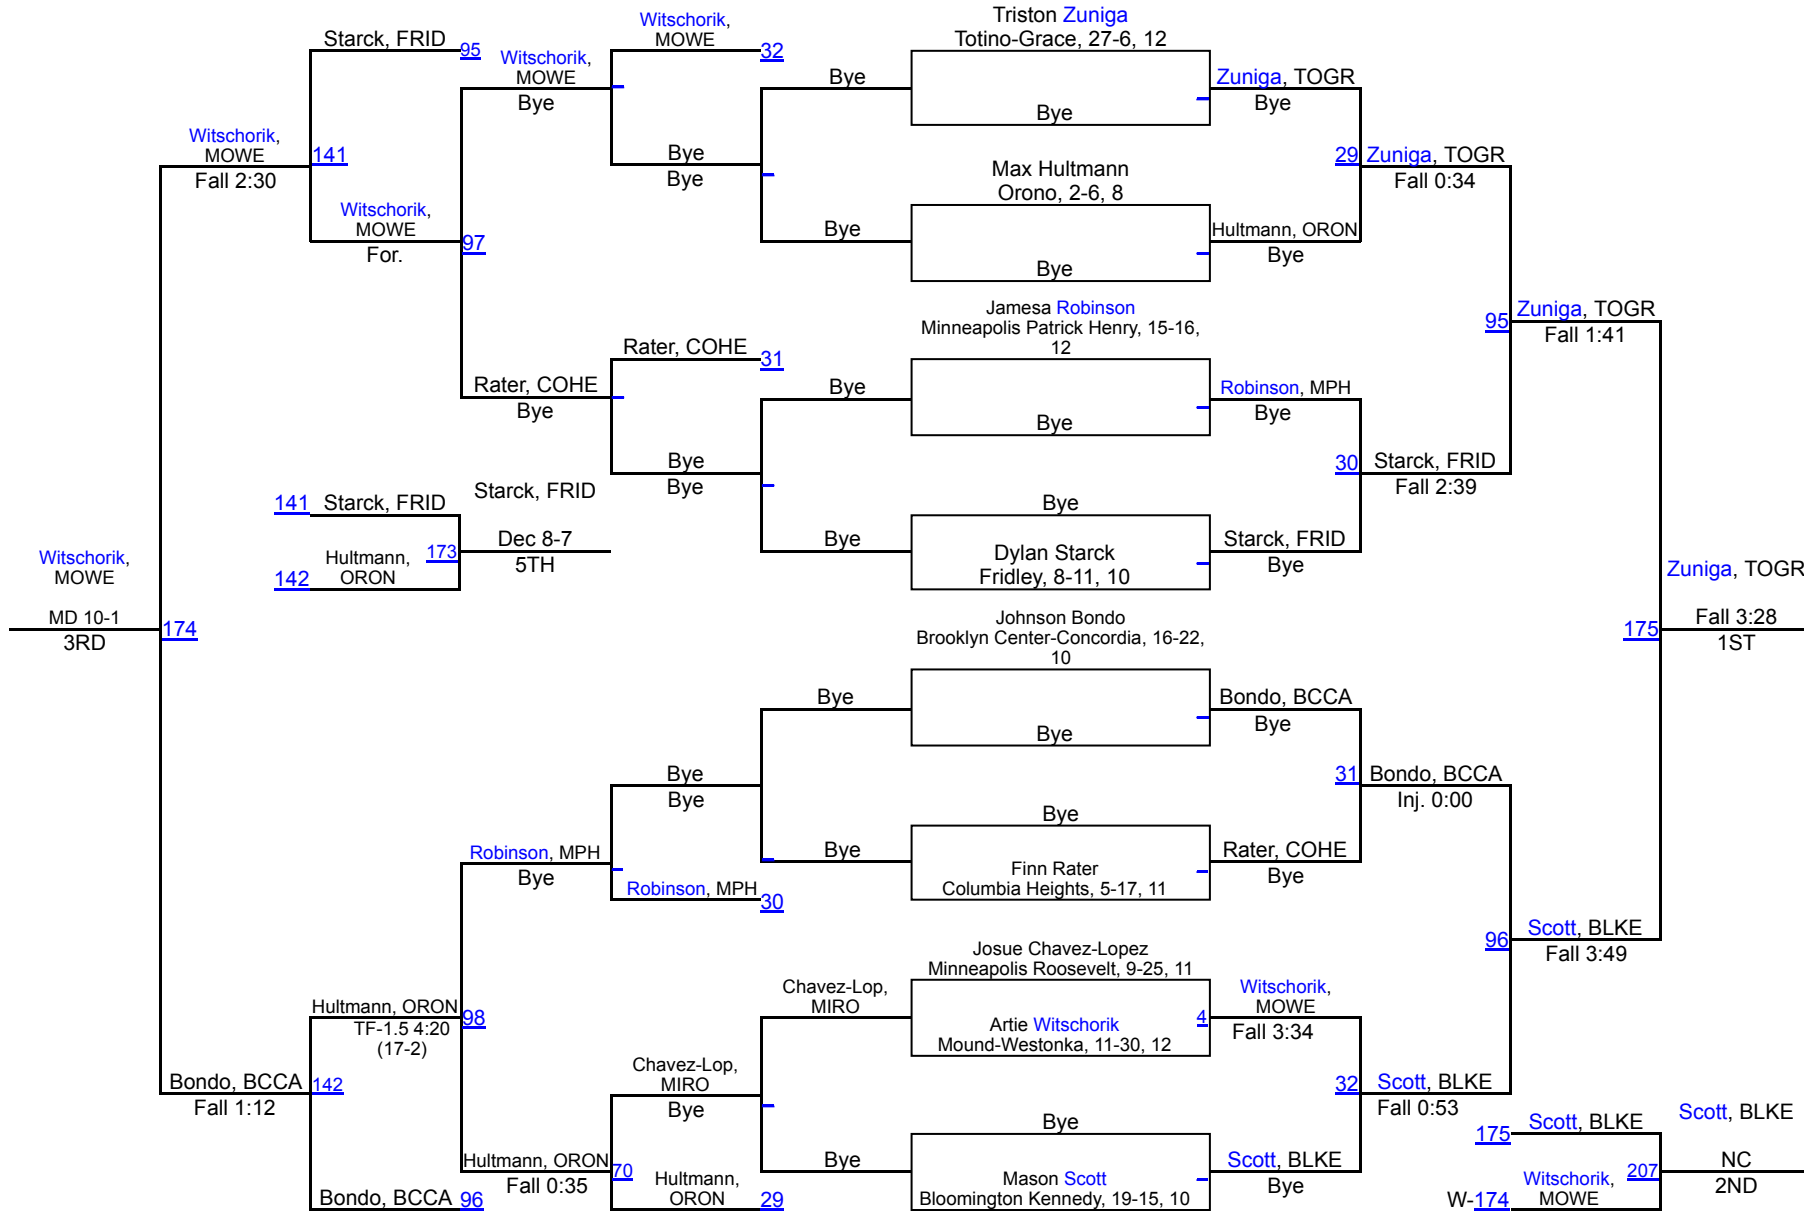 Triston Zuniga
Totino-Grace, 27-6, 12
Witschorik,
MOWE
32
Starck, FRID
95
Witschorik,
MOWE
Bye
Bye
Bye
Zuniga, TOGR
Bye
Witschorik,
MOWE
Fall 2:30
141
Bye
Bye
Max Hultmann
Orono, 2-6, 8
29
Zuniga, TOGR
Fall 0:34
Witschorik,
MOWE
For.
97
Bye
Bye
Hultmann, ORON
Bye
Jamesa Robinson
Minneapolis Patrick Henry, 15-16,
12
95
Zuniga, TOGR
Fall 1:41
Rater, COHE
31
Rater, COHE
Bye
Bye
Bye
Robinson, MPH
Bye
Bye
Bye
30
Starck, FRID
Fall 2:39
141
Starck, FRID
Starck, FRID
Bye
Hultmann,
ORON
142
173
Dec 8-7
5TH
Bye
Dylan Starck
Fridley, 8-11, 10
Starck, FRID
Bye
Witschorik,
MOWE
MD 10-1
3RD
174
Zuniga, TOGR
175
Fall 3:28
1ST
Johnson Bondo
Brooklyn Center-Concordia, 16-22,
10
Bye
Bye
Bondo, BCCA
Bye
Bye
Bye
31
Bondo, BCCA
Inj. 0:00
Bye
Robinson, MPH
Bye
Bye
Finn Rater
Columbia Heights, 5-17, 11
Rater, COHE
Bye
Robinson, MPH
30
96
Scott, BLKE
Fall 3:49
Josue Chavez-Lopez
Minneapolis Roosevelt, 9-25, 11
Chavez-Lop,
MIRO
Artie Witschorik
Mound-Westonka, 11-30, 12
4
Witschorik,
MOWE
Fall 3:34
Hultmann, ORON
TF-1.5 4:20
(17-2)
98
Chavez-Lop,
MIRO
Bye
Bondo, BCCA
Fall 1:12
142
32
Scott, BLKE
Fall 0:53
Bye
Hultmann, ORON
Fall 0:35
70
Bye
Mason Scott
Bloomington Kennedy, 19-15, 10
Scott, BLKE
Bye
Hultmann,
ORON
29
Bondo, BCCA
96
175
Scott, BLKE
Scott, BLKE
W-174
Witschorik,
MOWE
207
NC
2ND